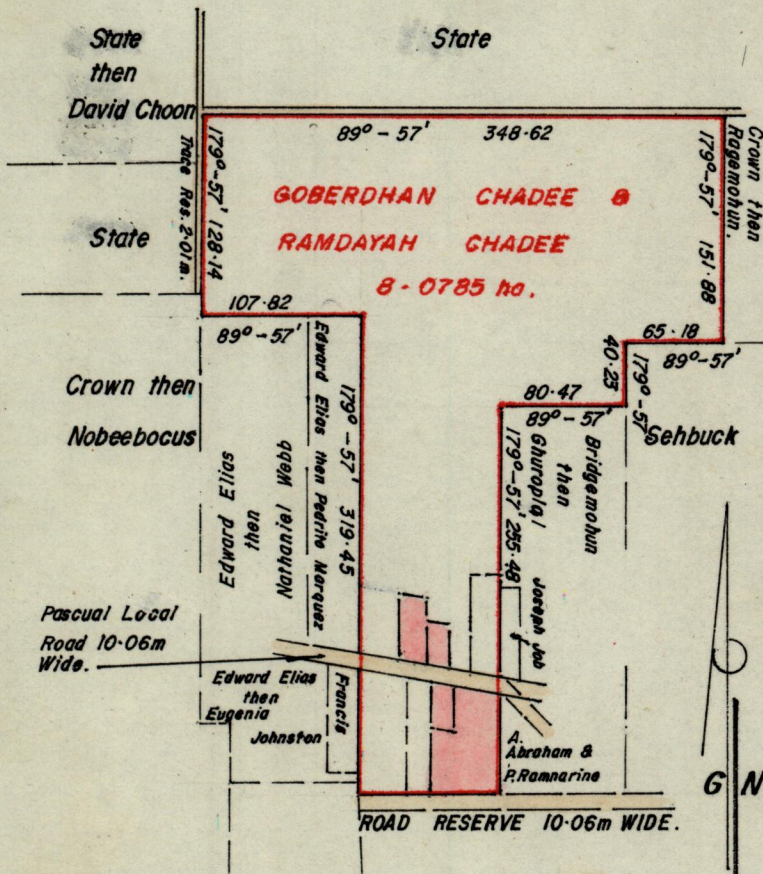 State
then
David Choon
State
89° - 57' 348·62
Trace Res. 2·01m.
179° - 57' 128·14
GOBERDHAN CHADEE &
RAMDAYAH CHADEE
8·0785 ha.
179° - 57' 151·88
Crown then
Ragemohun.
State
107·82
89° - 57'
65·18
89° - 57'
40·23
179° - 57'
80·47
89° - 57'
Crown then
Nobeebocus
Sehbuck
Edward Elias
then
Nathaniel Webb
Edward Elias then Pedrito Marquez
179° - 57' 319·45
179° - 57' 255·48
Ghuroplal
then
Bridgemohun
Joseph Job
Pascual Local
Road 10·06m
Wide.
Edward Elias
then
Eugenia
Johnston
Francis
A.
Abraham &
P. Ramnarine
G N
ROAD RESERVE 10·06m WIDE.